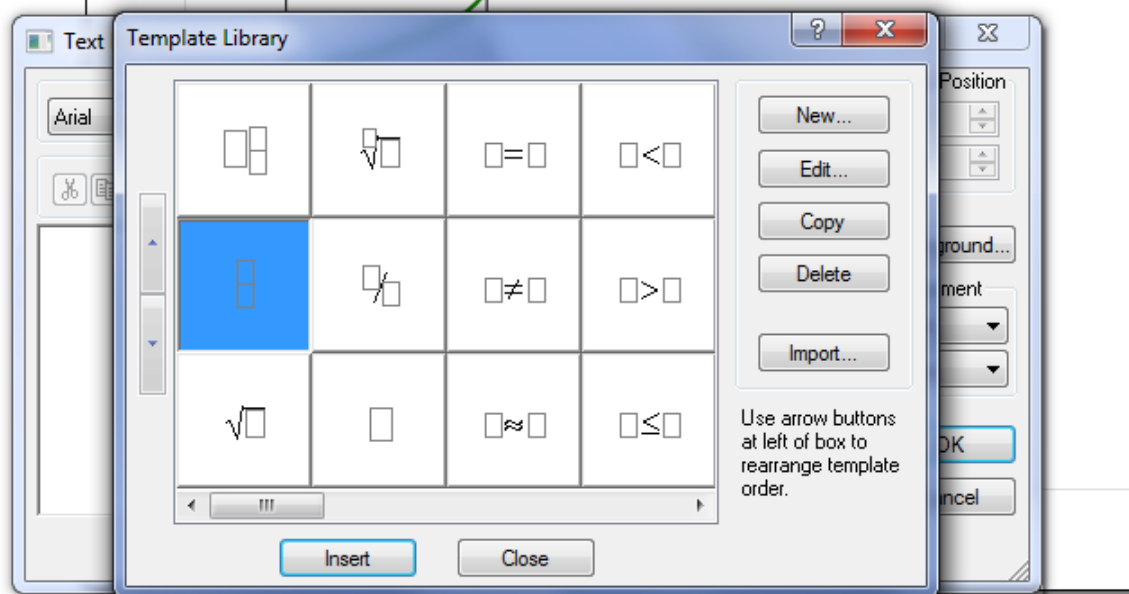 Text
Template Library
Position
Arial
New...
□=□
□<□
Edit...
Copy
□≠□
□>□
Delete
ground...
ment
Import...
√□
□≈□
□≤□
Use arrow buttons
at left of box to
rearrange template
order.
OK
ancel
Insert
Close